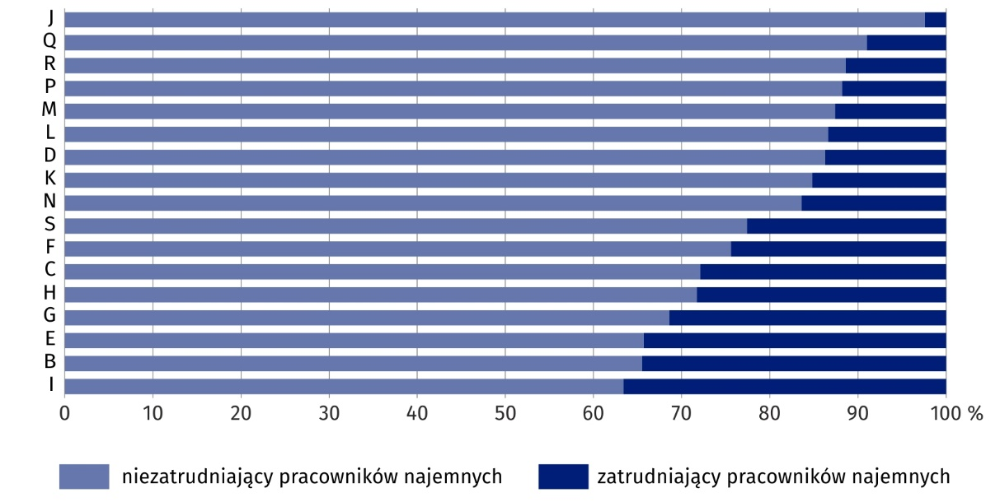 J
Q
R
P
M
L
D
K
N
S
F
C
H
G
E
B
I
0 10 20 30 40 50 60 70 80 90 100 %
niezatrudniający pracowników najemnych zatrudniający pracowników najemnych